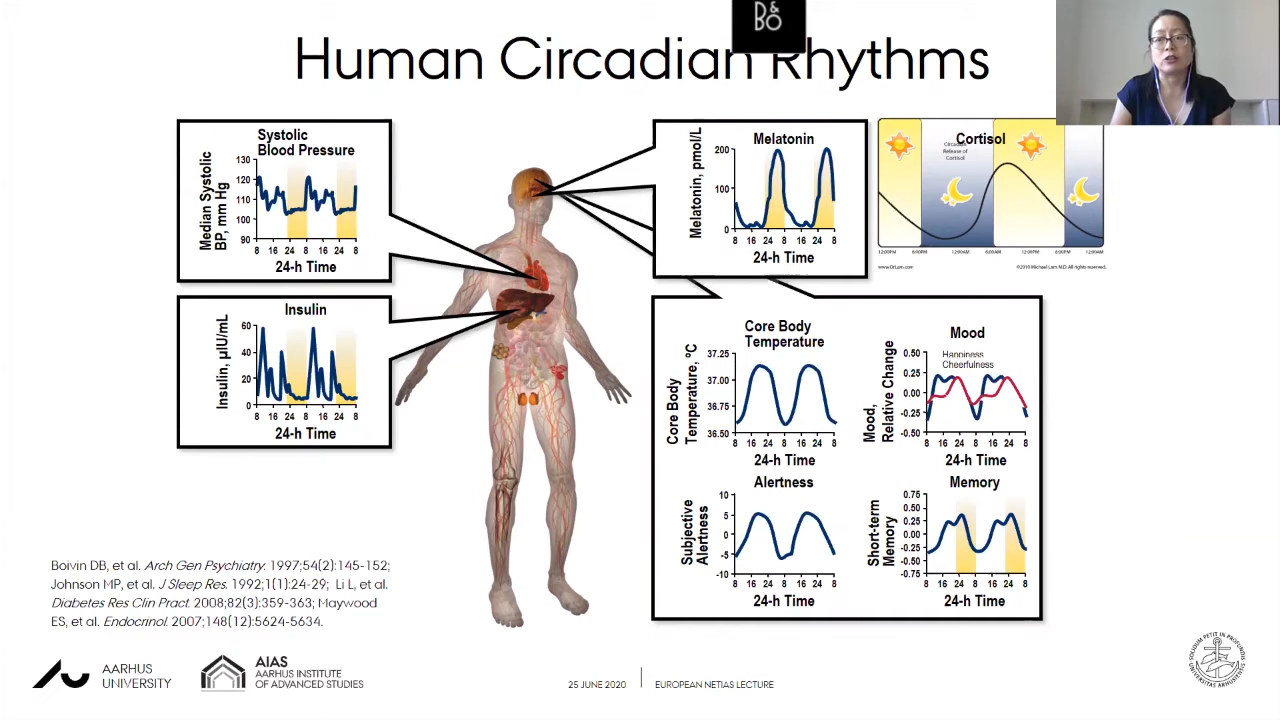 B&
BO
Human Circadian Rhythms
Systolic
Blood Pressure
Median Systolic
BP, mm Hg
130
120
110
100
90
8 16 24 8 16 24 8
24-h Time
Insulin
Insulin, µIU/mL
60
40
20
0
8 16 24 8 16 24 8
24-h Time
Melatonin
Melatonin, pmol/L
200
100
0
8 16 24 8 16 24 8
24-h Time
Cortisol
Release of
Cortisol
12:00PM 6:00PM 12:00AM 6:00AM 12:00PM 6:00PM 12:00AM
www.DrLam.com
©2010 Michael Lam M.D. All rights reserved.
Core Body
Temperature
Core Body
Temperature, ºC
37.25
37.00
36.75
36.50
8 16 24 8 16 24 8
24-h Time
Mood
Happiness
Cheerfulness
Mood,
Relative Change
0.50
0.25
-0.00
-0.25
-0.50
8 16 24 8 16 24 8
24-h Time
Alertness
Subjective
Alertness
10
5
0
-5
-10
8 16 24 8 16 24 8
24-h Time
Memory
Short-term
Memory
0.75
0.50
0.25
0.00
-0.25
-0.50
-0.75
8 16 24 8 16 24 8
24-h Time
Boivin DB, et al. Arch Gen Psychiatry. 1997;54(2):145-152;
Johnson MP, et al. J Sleep Res. 1992;1(1):24-29; Li L, et al.
Diabetes Res Clin Pract. 2008;82(3):359-363; Maywood
ES, et al. Endocrinol. 2007;148(12):5624-5634.
AARHUS
UNIVERSITY
AIAS
AARHUS INSTITUTE
OF ADVANCED STUDIES
25 JUNE 2020
EUROPEAN NETIAS LECTURE
SOLIDUM PETIT IN PROFUNDIS
UNIVERSITAS ARHUSIENSIS